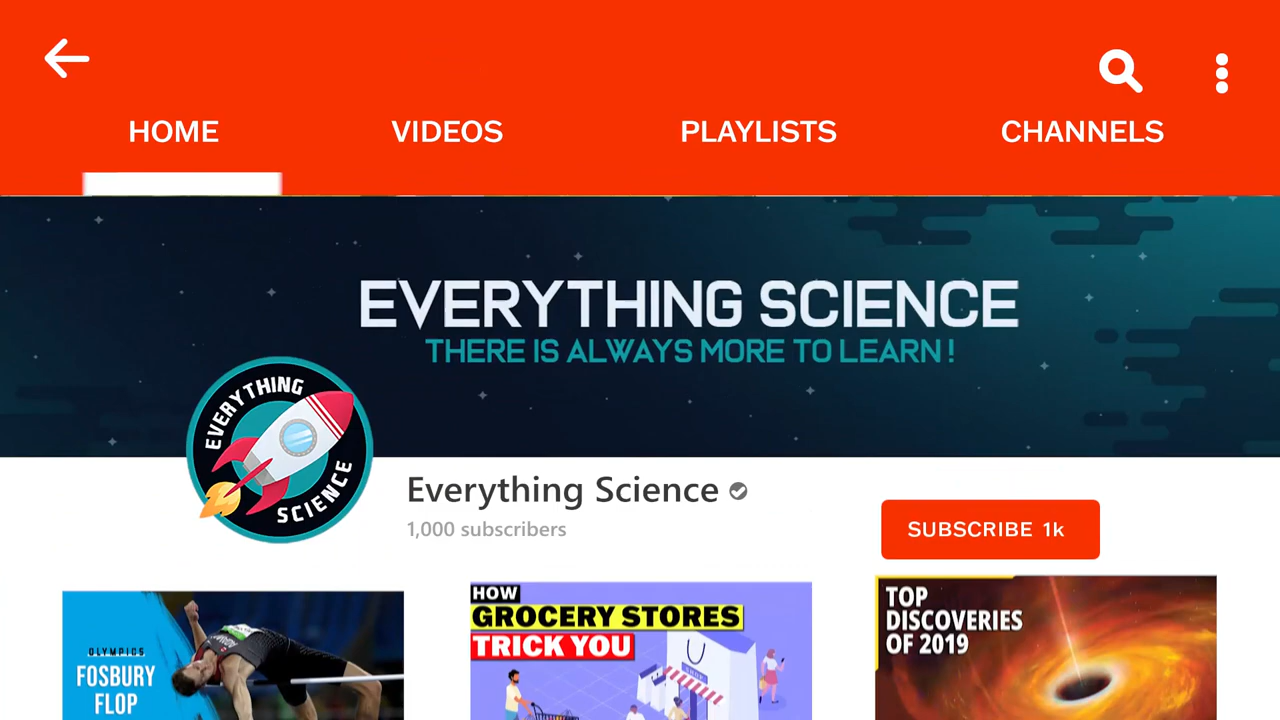 HOME VIDEOS PLAYLISTS CHANNELS
EVERYTHING SCIENCE
THERE IS ALWAYS MORE TO LEARN!
EVERYTHING
SCIENCE
Everything Science
1,000 subscribers
SUBSCRIBE 1k
OLYMPICS
FOSBURY
FLOP
HOW
GROCERY STORES
TRICK YOU
TOP
DISCOVERIES
OF 2019